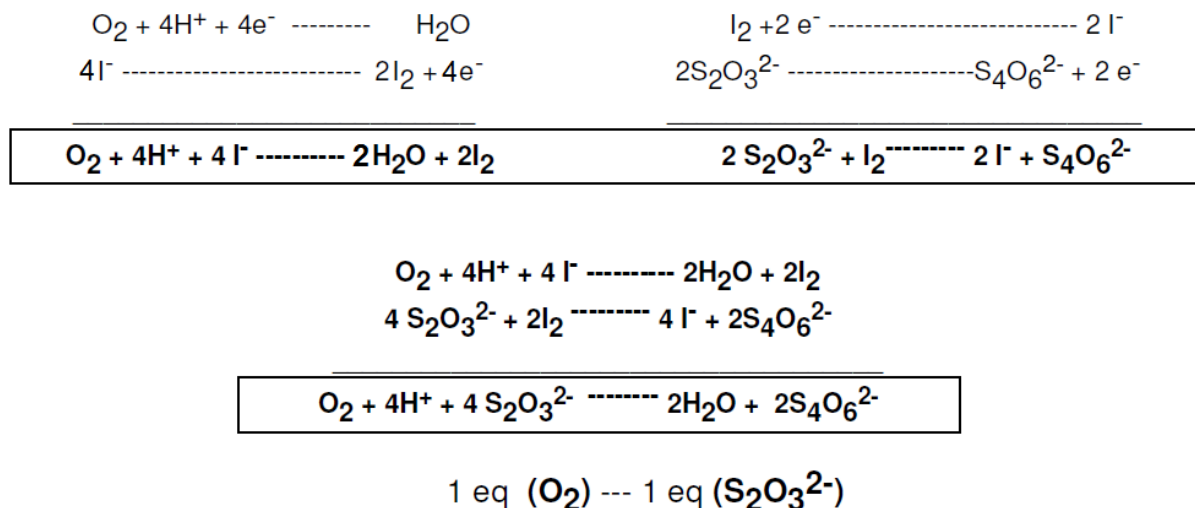 O₂ + 4H⁺ + 4e⁻ --------- H₂O
4I⁻ -------------------------- 2I₂ + 4e⁻
I₂ +2 e⁻ ---------------------------- 2 I⁻
2S₂O₃²⁻ ---------------------S₄O₆²⁻ + 2 e⁻
O₂ + 4H⁺ + 4 I⁻ ---------- 2H₂O + 2I₂
2 S₂O₃²⁻ + I₂ --------- 2 I⁻ + S₄O₆²⁻
O₂ + 4H⁺ + 4 I⁻ ---------- 2H₂O + 2I₂
4 S₂O₃²⁻ + 2I₂ --------- 4 I⁻ + 2S₄O₆²⁻
O₂ + 4H⁺ + 4 S₂O₃²⁻ -------- 2H₂O + 2S₄O₆²⁻
1 eq (O₂) --- 1 eq (S₂O₃²⁻)